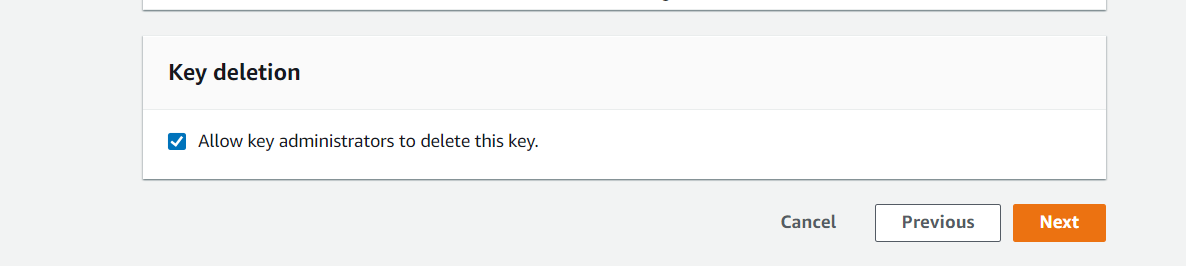 Key deletion
Allow key administrators to delete this key.
Cancel
Previous
Next